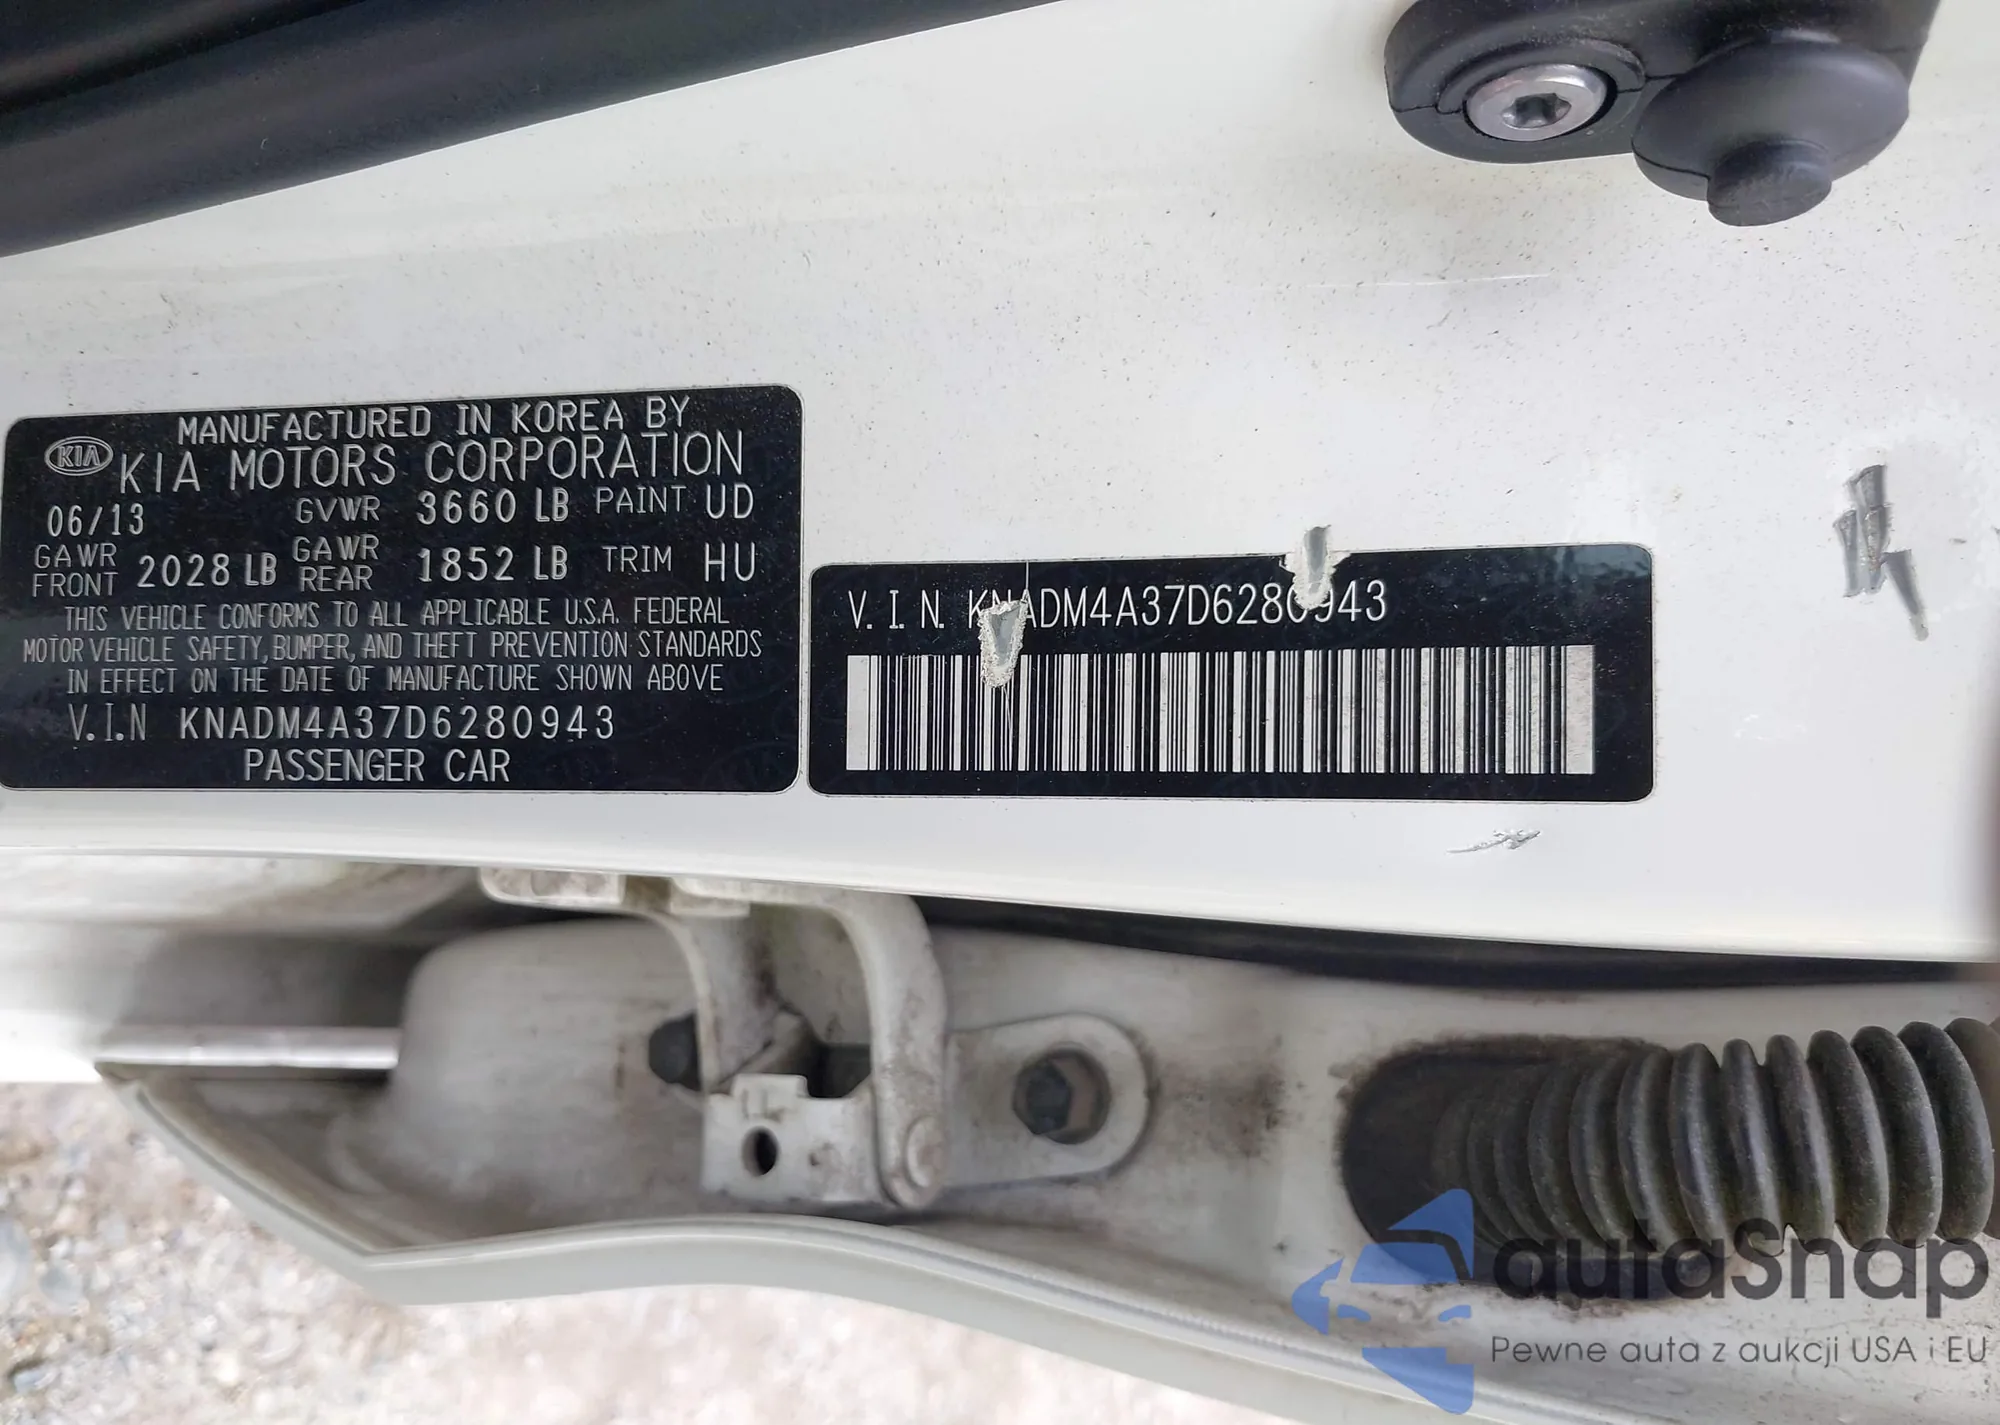 MANUFACTURED IN KOREA BY
KIA KIA MOTORS CORPORATION
06/13 GVWR 3660 LB PAINT UD
GAWR FRONT 2028 LB GAWR REAR 1852 LB TRIM HU
THIS VEHICLE CONFORMS TO ALL APPLICABLE U.S.A. FEDERAL
MOTOR VEHICLE SAFETY, BUMPER, AND THEFT PREVENTION STANDARDS
IN EFFECT ON THE DATE OF MANUFACTURE SHOWN ABOVE
V.I.N KNADM4A37D6280943
PASSENGER CAR
V.I.N. KNADM4A37D6280943
autaSnap
Pewne auta z aukcji USA i EU